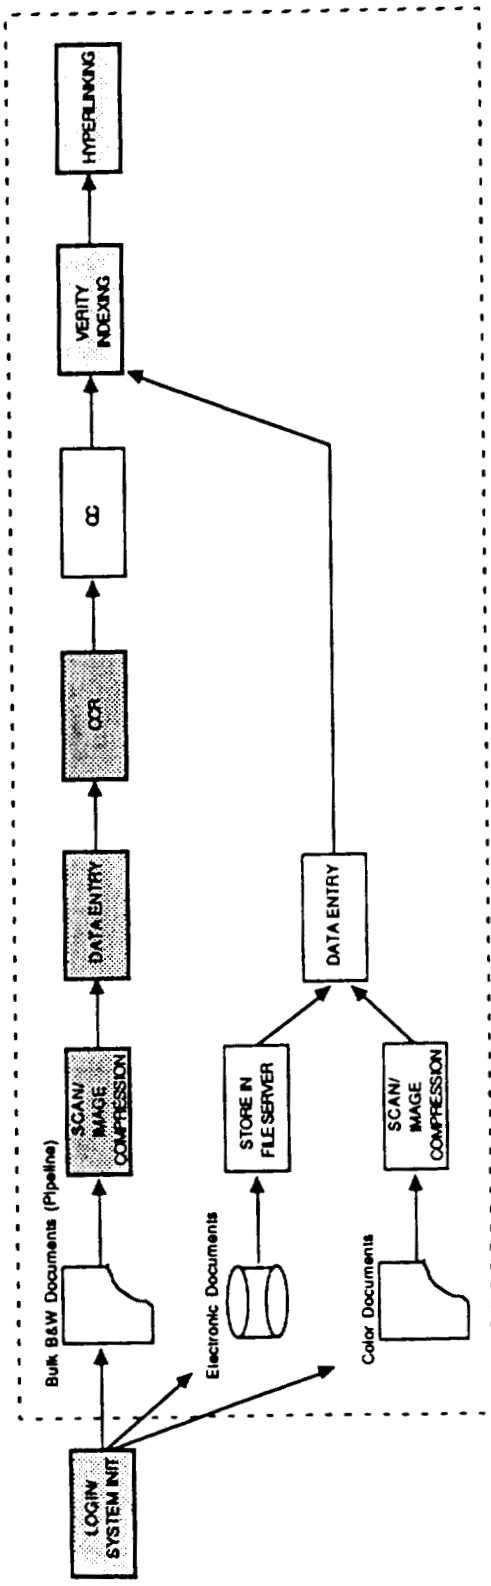 LOGIN/
SYSTEM INIT
Bulk B&W Documents (Pipeline)
SCAN/
IMAGE
COMPRESSION
DATA ENTRY
OCR
QC
VERITY
INDEXING
HYPERLINKING
Electronic Documents
STORE IN
FILE SERVER
Color Documents
SCAN/
IMAGE
COMPRESSION
DATA ENTRY